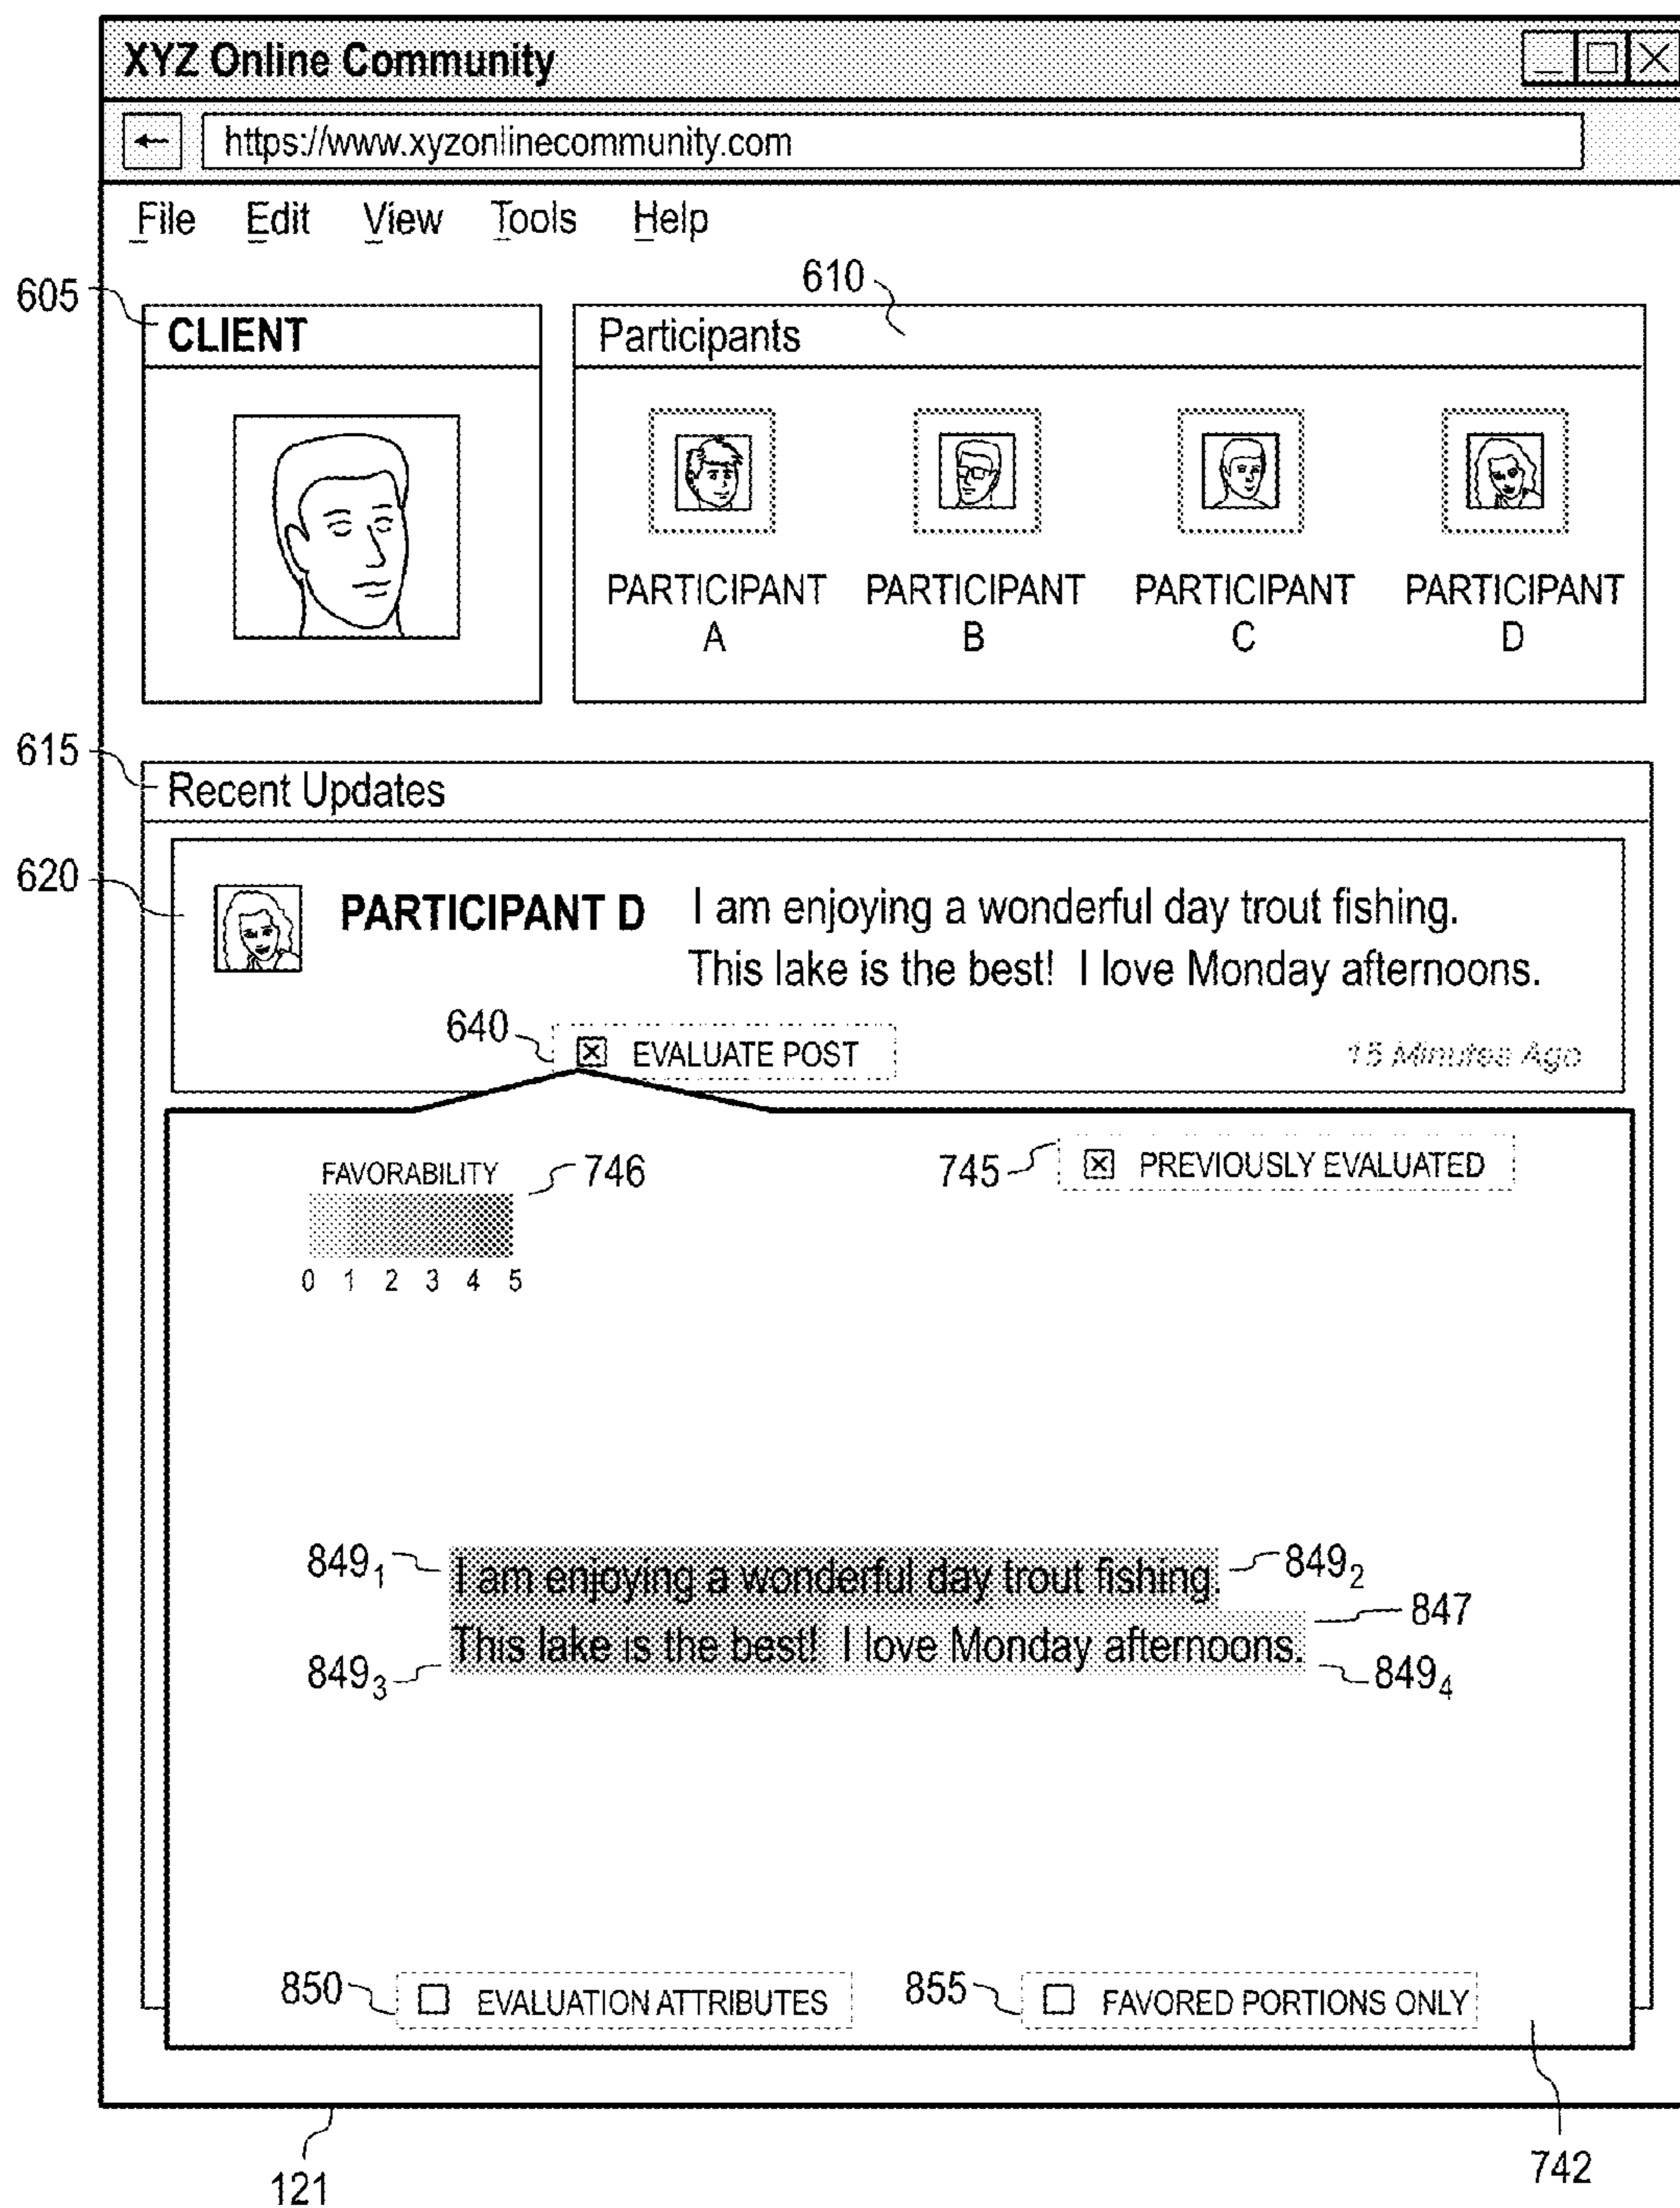 XYZ Online Community
https://www.xyzonlinecommunity.com
File Edit View Tools Help
605
610
CLIENT
Participants
PARTICIPANT A
PARTICIPANT B
PARTICIPANT C
PARTICIPANT D
615
Recent Updates
620
PARTICIPANT D
I am enjoying a wonderful day trout fishing.
This lake is the best! I love Monday afternoons.
640
EVALUATE POST
15 Minutes Ago
FAVORABILITY
746
0 1 2 3 4 5
745
PREVIOUSLY EVALUATED
849₁
I am enjoying a wonderful day trout fishing.
849₂
847
849₃
This lake is the best! I love Monday afternoons.
849₄
850
EVALUATION ATTRIBUTES
855
FAVORED PORTIONS ONLY
121
742